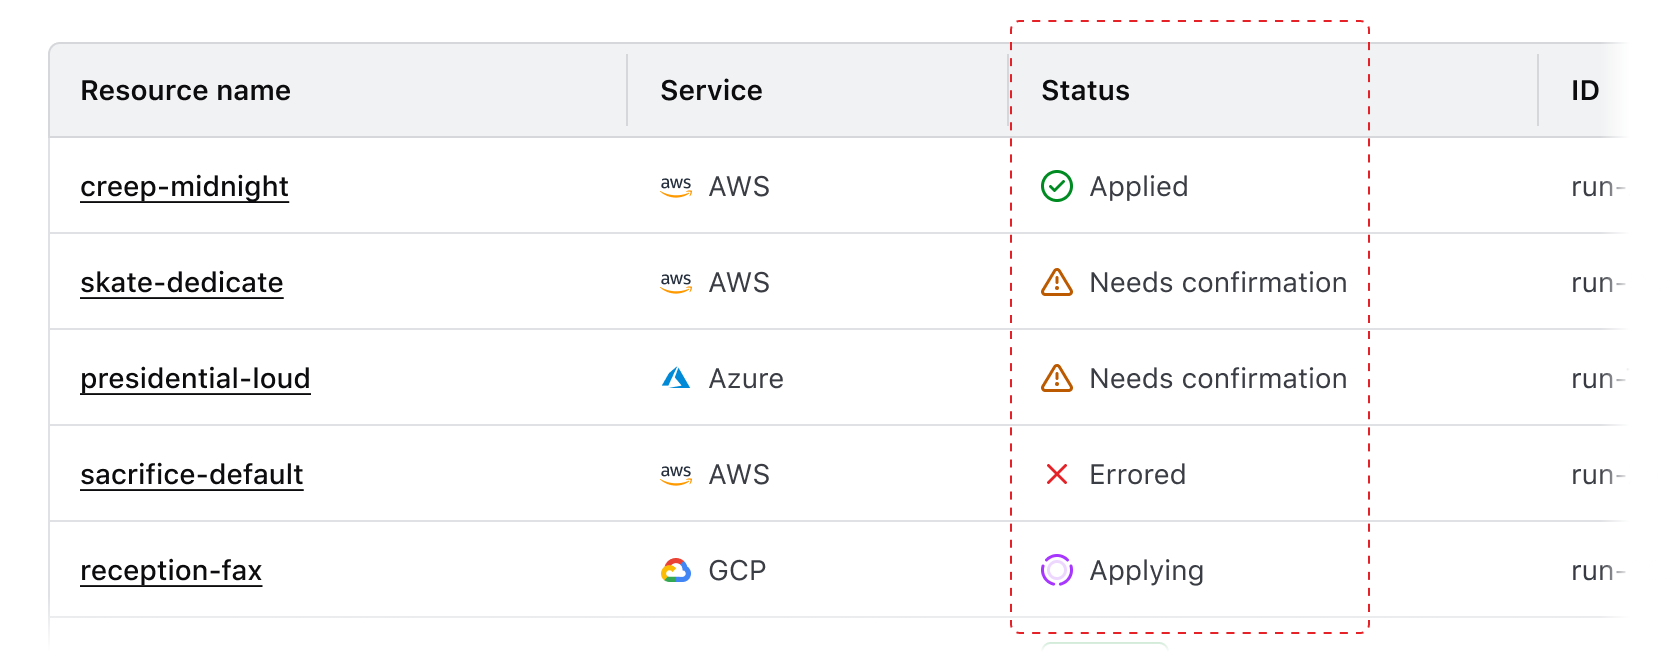 Resource name Service Status ID
creep-midnight aws AWS Applied run-
skate-dedicate aws AWS Needs confirmation run-
presidential-loud Azure Needs confirmation run-
sacrifice-default aws AWS Errored run-
reception-fax GCP Applying run-